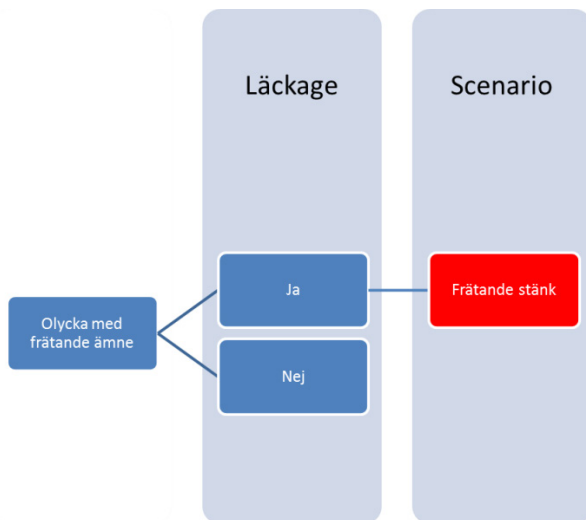 Läckage
Scenario
Ja
Frätande stänk
Olycka med
frätande ämne
Nej